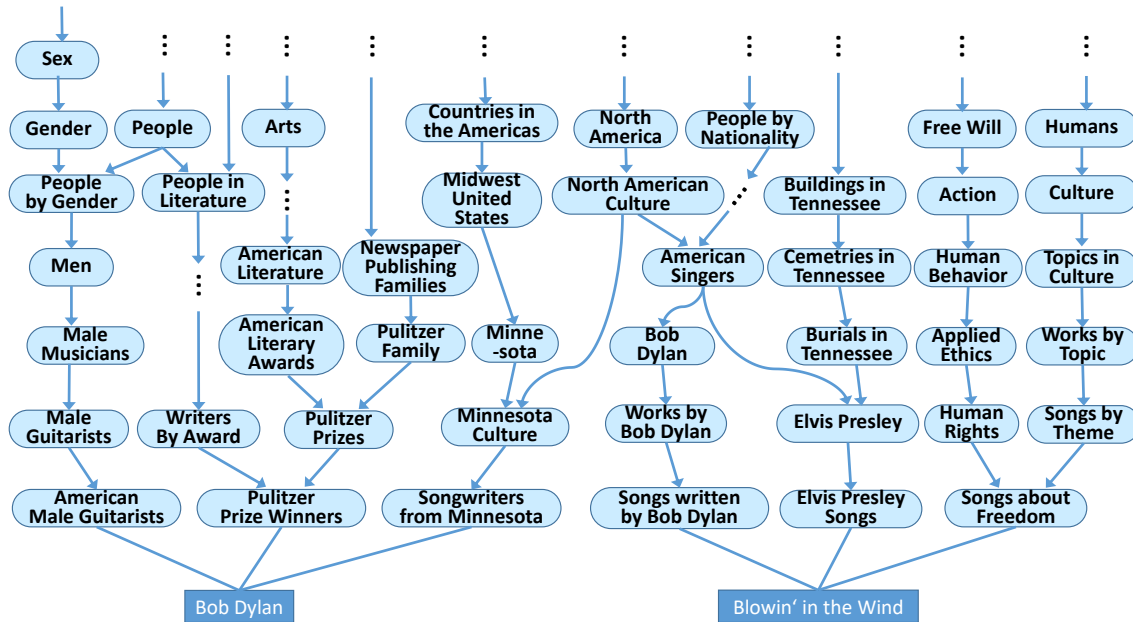 Sex
Countries in
the Americas
Gender
People
Arts
North
America
People by
Nationality
Free Will
Humans
People
by Gender
People in
Literature
Midwest
United
States
North American
Culture
Buildings in
Tennessee
Action
Culture
Men
American
Literature
Newspaper
Publishing
Families
American
Singers
Cemetries in
Tennessee
Human
Behavior
Topics in
Culture
Male
Musicians
American
Literary
Awards
Pulitzer
Family
Minne
-sota
Bob
Dylan
Burials in
Tennessee
Applied
Ethics
Works by
Topic
Male
Guitarists
Writers
By Award
Pulitzer
Prizes
Minnesota
Culture
Works by
Bob Dylan
Elvis Presley
Human
Rights
Songs by
Theme
American
Male Guitarists
Pulitzer
Prize Winners
Songwriters
from Minnesota
Songs written
by Bob Dylan
Elvis Presley
Songs
Songs about
Freedom
Bob Dylan
Blowin‘ in the Wind